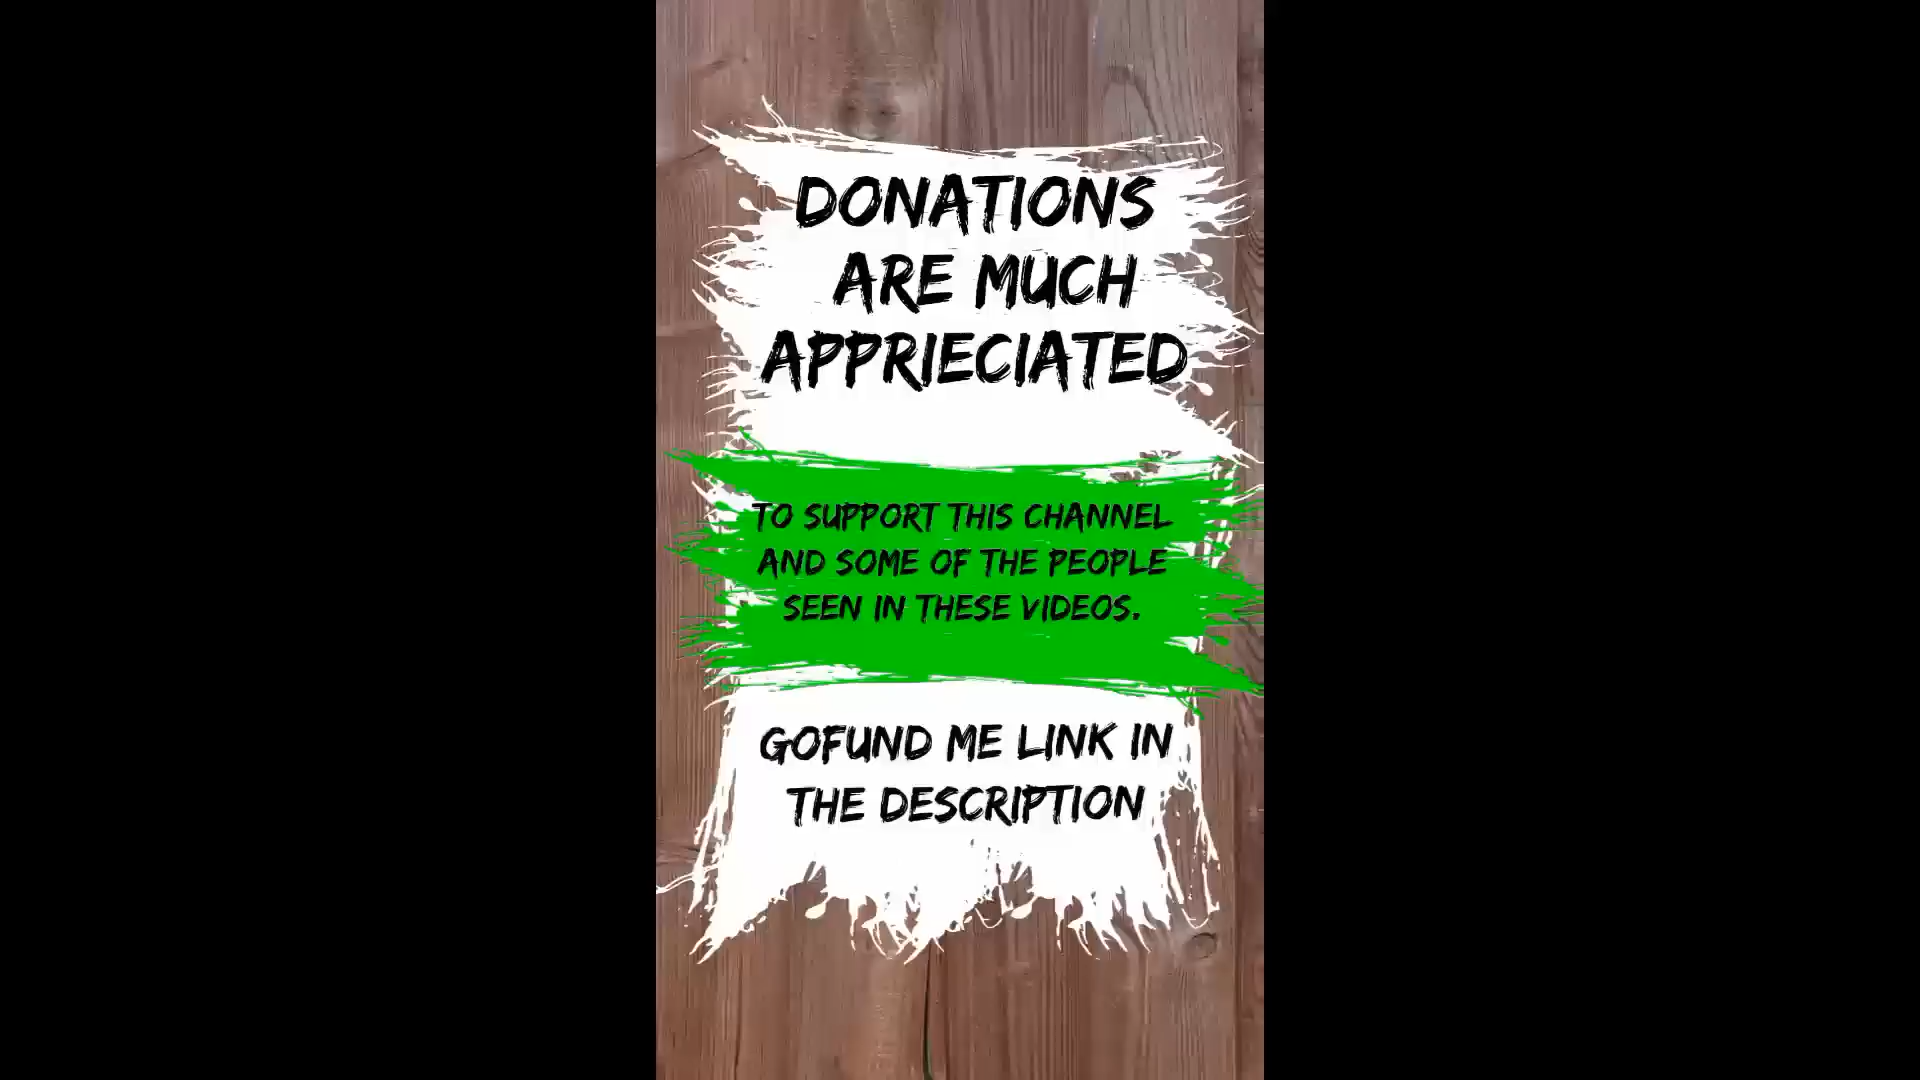 DONATIONS
ARE MUCH
APPRIECIATED
TO SUPPORT THIS CHANNEL
AND SOME OF THE PEOPLE
SEEN IN THESE VIDEOS.
GOFUND ME LINK IN
THE DESCRIPTION